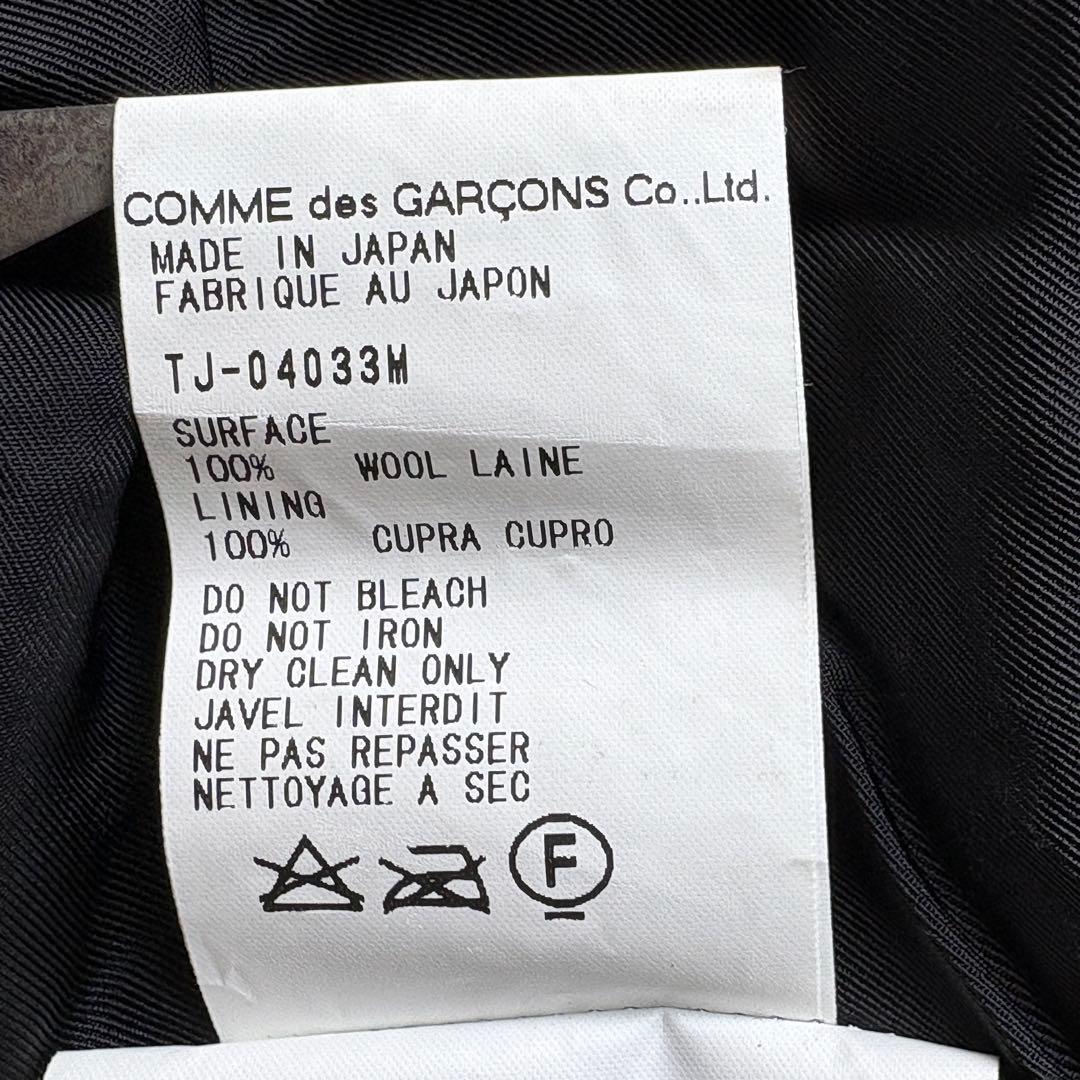 COMME des GARÇONS Co..Ltd.
MADE IN JAPAN
FABRIQUE AU JAPON
TJ-04033M
SURFACE
100% WOOL LAINE
LINING
100% CUPRA CUPRO
DO NOT BLEACH
DO NOT IRON
DRY CLEAN ONLY
JAVEL INTERDIT
NE PAS REPASSER
NETTOYAGE A SEC
F